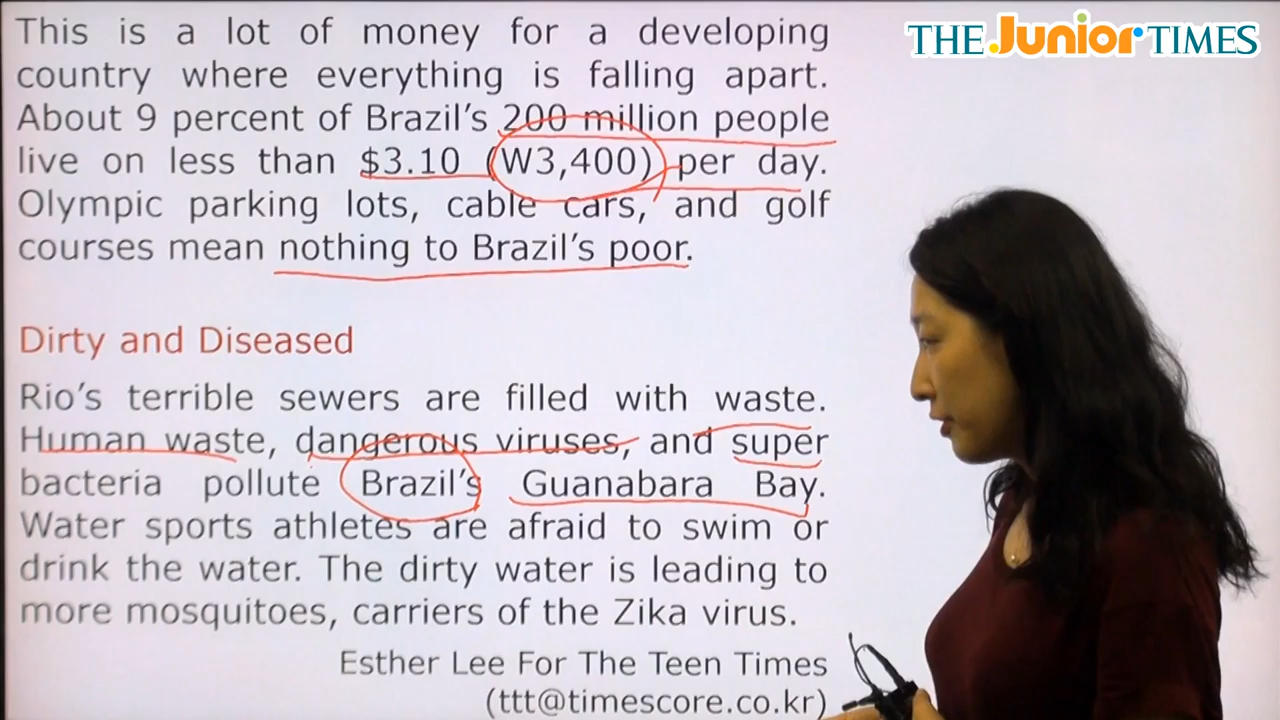 THE Junior TIMES
This is a lot of money for a developing
country where everything is falling apart.
About 9 percent of Brazil's 200 million people
live on less than $3.10 (W3,400) per day.
Olympic parking lots, cable cars, and golf
courses mean nothing to Brazil's poor.
Dirty and Diseased
Rio's terrible sewers are filled with waste.
Human waste, dangerous viruses, and super
bacteria pollute Brazil's Guanabara Bay.
Water sports athletes are afraid to swim or
drink the water. The dirty water is leading to
more mosquitoes, carriers of the Zika virus.
Esther Lee For The Teen Times
(ttt@timescore.co.kr)